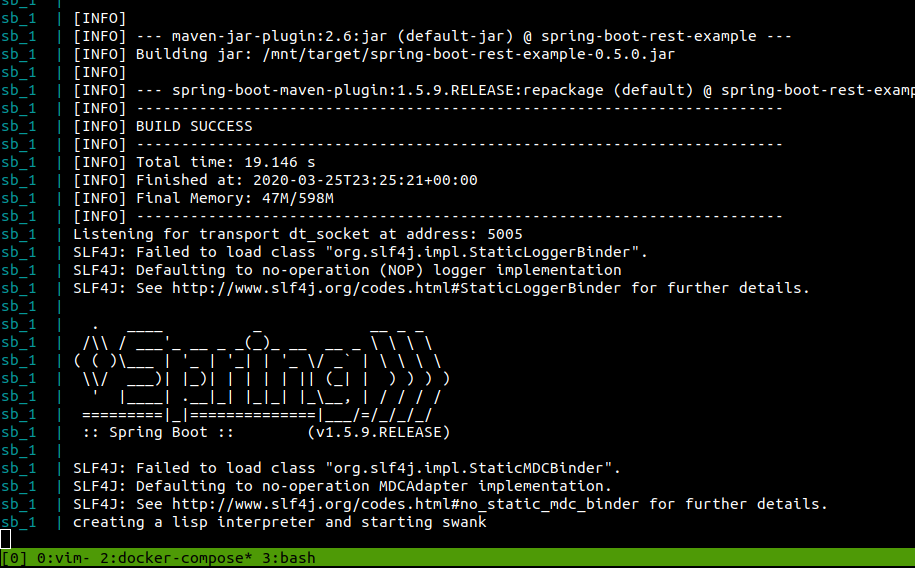 sb_1  |
sb_1  | [INFO]
sb_1  | [INFO] --- maven-jar-plugin:2.6:jar (default-jar) @ spring-boot-rest-example ---
sb_1  | [INFO] Building jar: /mnt/target/spring-boot-rest-example-0.5.0.jar
sb_1  | [INFO]
sb_1  | [INFO] --- spring-boot-maven-plugin:1.5.9.RELEASE:repackage (default) @ spring-boot-rest-examp
sb_1  | [INFO] ------------------------------------------------------------------------
sb_1  | [INFO] BUILD SUCCESS
sb_1  | [INFO] ------------------------------------------------------------------------
sb_1  | [INFO] Total time: 19.146 s
sb_1  | [INFO] Finished at: 2020-03-25T23:25:21+00:00
sb_1  | [INFO] Final Memory: 47M/598M
sb_1  | [INFO] ------------------------------------------------------------------------
sb_1  | Listening for transport dt_socket at address: 5005
sb_1  | SLF4J: Failed to load class "org.slf4j.impl.StaticLoggerBinder".
sb_1  | SLF4J: Defaulting to no-operation (NOP) logger implementation
sb_1  | SLF4J: See http://www.slf4j.org/codes.html#StaticLoggerBinder for further details.
sb_1  |
sb_1  |   .   ____          _            __ _ _
sb_1  |  /\\ / ___'_ __ _ _(_)_ __  __ _ \ \ \ \
sb_1  | ( ( )\___ | '_ | '_| | '_ \/ _` | \ \ \ \
sb_1  |  \\/  ___)| |_)| | | | | || (_| |  ) ) ) )
sb_1  |   '  |____| .__|_| |_|_| |_\__, | / / / /
sb_1  |  =========|_|==============|___/=/_/_/_/
sb_1  |  :: Spring Boot ::        (v1.5.9.RELEASE)
sb_1  |
sb_1  | SLF4J: Failed to load class "org.slf4j.impl.StaticMDCBinder".
sb_1  | SLF4J: Defaulting to no-operation MDCAdapter implementation.
sb_1  | SLF4J: See http://www.slf4j.org/codes.html#no_static_mdc_binder for further details.
sb_1  | creating a lisp interpreter and starting swank
[0] 0:vim- 2:docker-compose* 3:bash